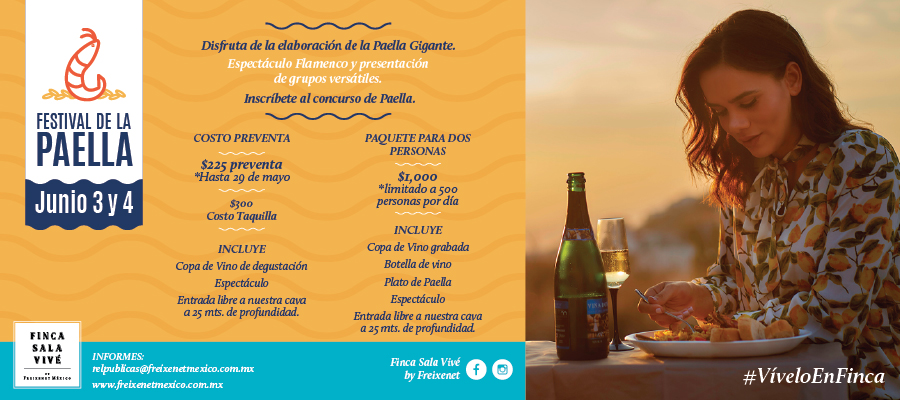 FESTIVAL DE LA
PAELLA
Junio 3 y 4
Disfruta de la elaboración de la Paella Gigante.
Espectáculo Flamenco y presentación
de grupos versátiles.
Inscríbete al concurso de Paella.
COSTO PREVENTA
$225 preventa
*Hasta 29 de mayo
$300
Costo Taquilla
INCLUYE
Copa de Vino de degustación
Espectáculo
Entrada libre a nuestra cava
a 25 mts. de profundidad.
PAQUETE PARA DOS
PERSONAS
$1,000
*limitado a 500
personas por día
INCLUYE
Copa de Vino grabada
Botella de vino
Plato de Paella
Espectáculo
Entrada libre a nuestra cava
a 25 mts. de profundidad.
FINCA
SALA
VIVÉ
DE
FREIXENET MÉXICO
INFORMES:
relpublicas@freixenetmexico.com.mx
www.freixenetmexico.com.mx
Finca Sala Vivé
by Freixenet
#VíveloEnFinca